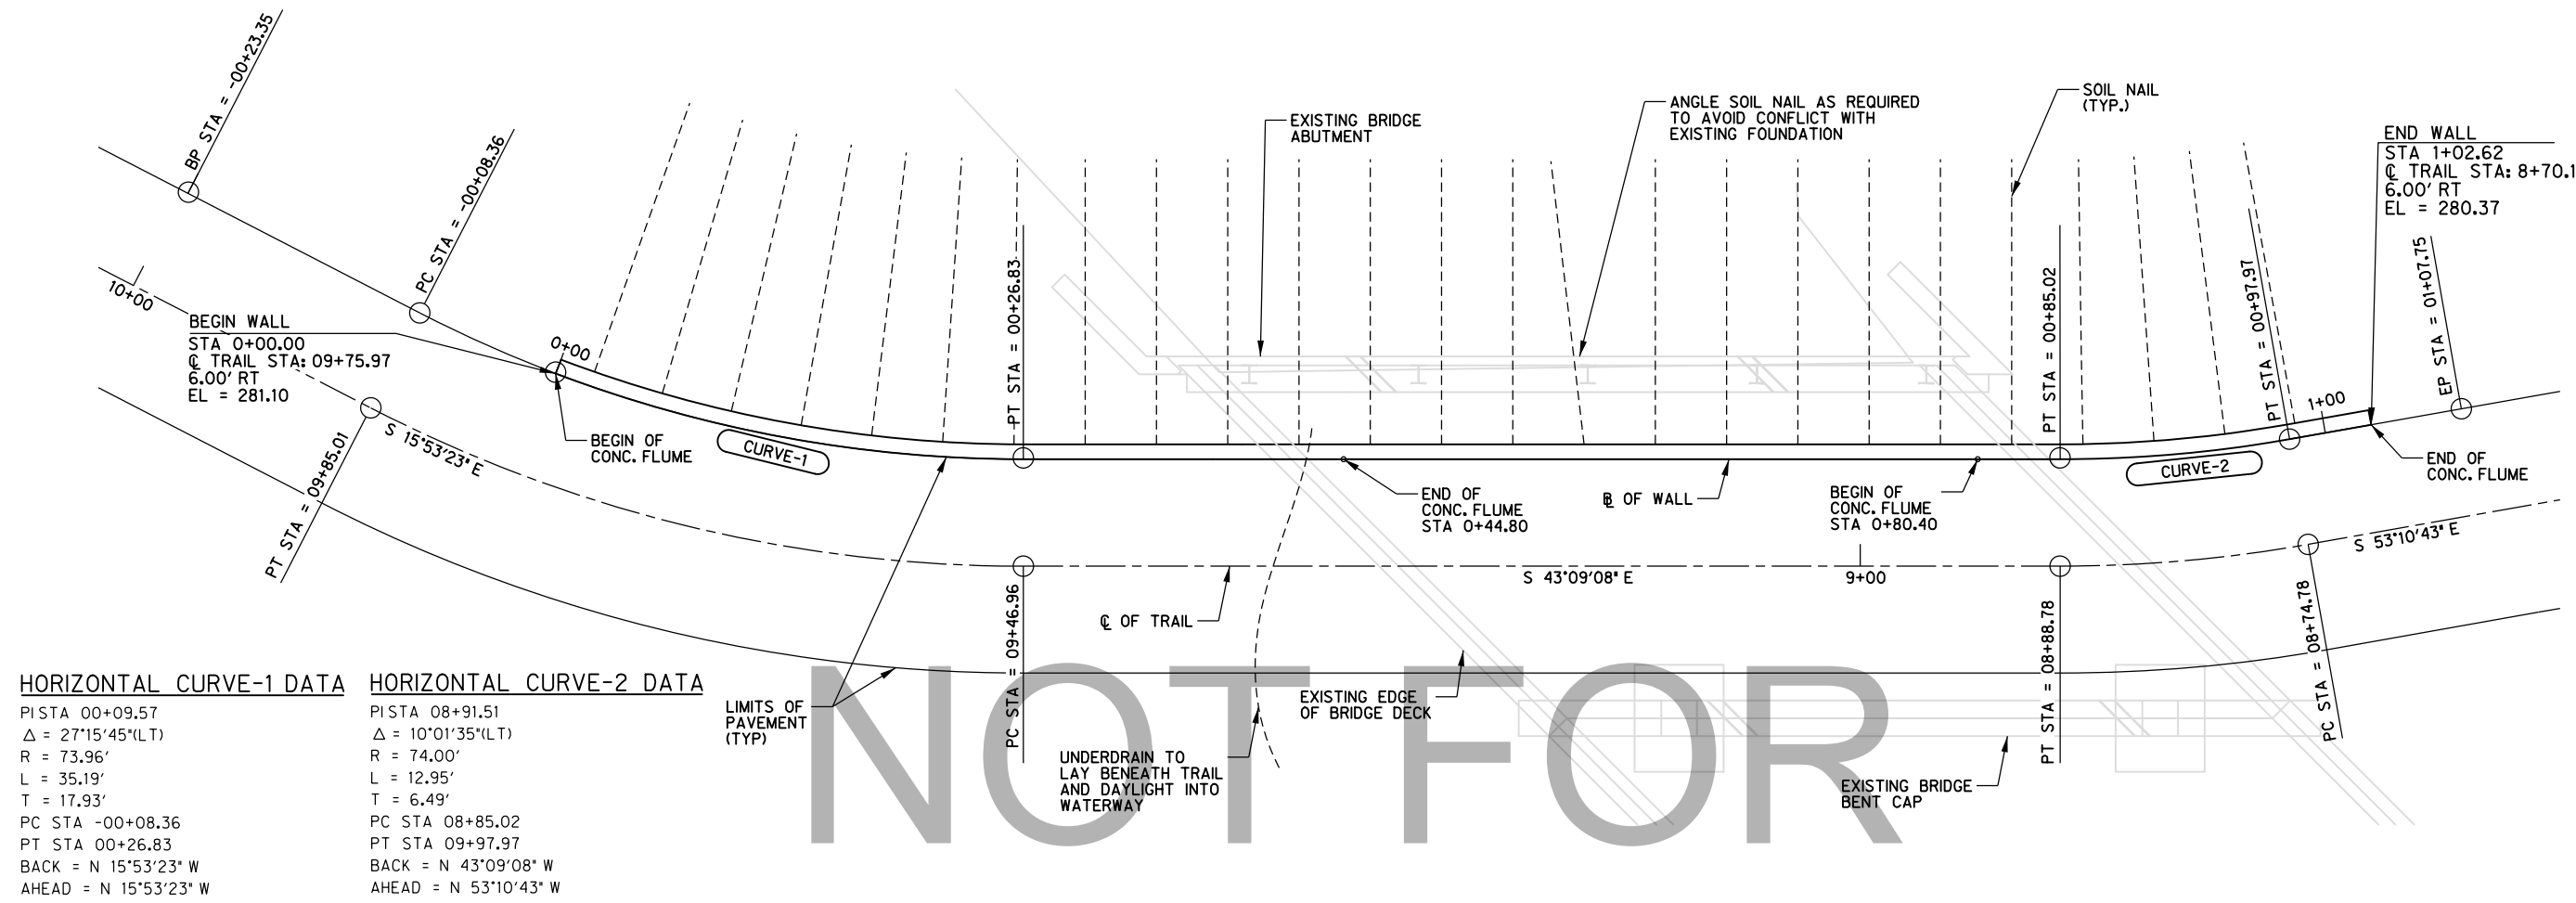 BP STA = -00+23.35
PC STA = -00+08.36
10+00
BEGIN WALL
STA 0+00.00
℄ TRAIL STA: 09+75.97
6.00' RT
EL = 281.10
0+00
PT STA = 09+85.01
S 15°53'23" E
BEGIN OF
CONC. FLUME
CURVE-1
PT STA = 00+26.83
EXISTING BRIDGE
ABUTMENT
ANGLE SOIL NAIL AS REQUIRED
TO AVOID CONFLICT WITH
EXISTING FOUNDATION
SOIL NAIL
(TYP.)
END WALL
STA 1+02.62
℄ TRAIL STA: 8+70.1
6.00' RT
EL = 280.37
PT STA = 00+85.02
PT STA = 00+97.97
EP STA = 01+07.75
1+00
CURVE-2
END OF
CONC. FLUME
END OF
CONC. FLUME
STA 0+44.80
BL OF WALL
BEGIN OF
CONC. FLUME
STA 0+80.40
S 43°09'08" E
9+00
S 53°10'43" E
℄ OF TRAIL
PC STA = 09+46.96
PT STA = 08+88.78
PC STA = 08+74.78
LIMITS OF
PAVEMENT
(TYP)
EXISTING EDGE
OF BRIDGE DECK
UNDERDRAIN TO
LAY BENEATH TRAIL
AND DAYLIGHT INTO
WATERWAY
EXISTING BRIDGE
BENT CAP
NOT FOR
HORIZONTAL CURVE-1 DATA
PI STA 00+09.57
Δ = 27°15'45"(LT)
R = 73.96'
L = 35.19'
T = 17.93'
PC STA -00+08.36
PT STA 00+26.83
BACK = N 15°53'23" W
AHEAD = N 15°53'23" W
HORIZONTAL CURVE-2 DATA
PI STA 08+91.51
Δ = 10°01'35"(LT)
R = 74.00'
L = 12.95'
T = 6.49'
PC STA 08+85.02
PT STA 09+97.97
BACK = N 43°09'08" W
AHEAD = N 53°10'43" W